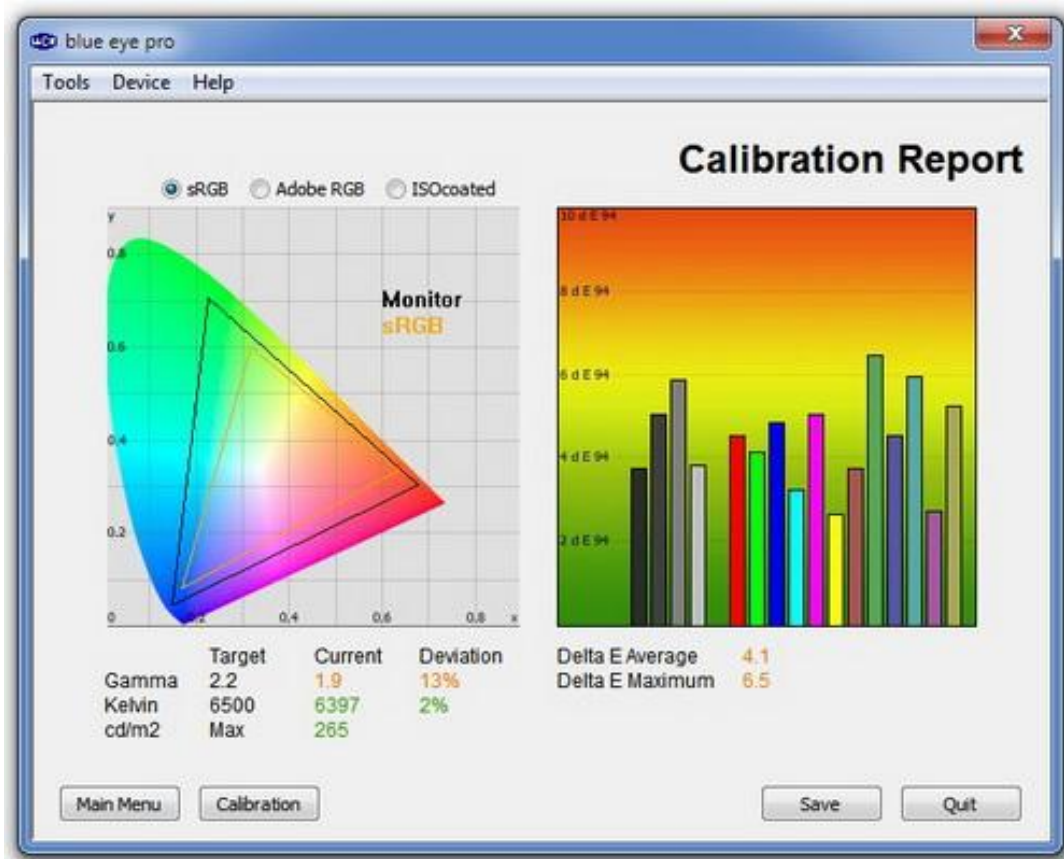 blue eye pro
Tools Device Help
Calibration Report
sRGB Adobe RGB ISOcoated
y
0,8
0,6
0,4
0,2
0 0,2 0,4 0,6 0,8 x
Monitor
sRGB
10 d E 94
8 d E 94
6 d E 94
4 d E 94
2 d E 94
Target Current Deviation
Gamma 2.2 1.9 13%
Kelvin 6500 6397 2%
cd/m2 Max 265
Delta E Average 4.1
Delta E Maximum 6.5
Main Menu Calibration Save Quit